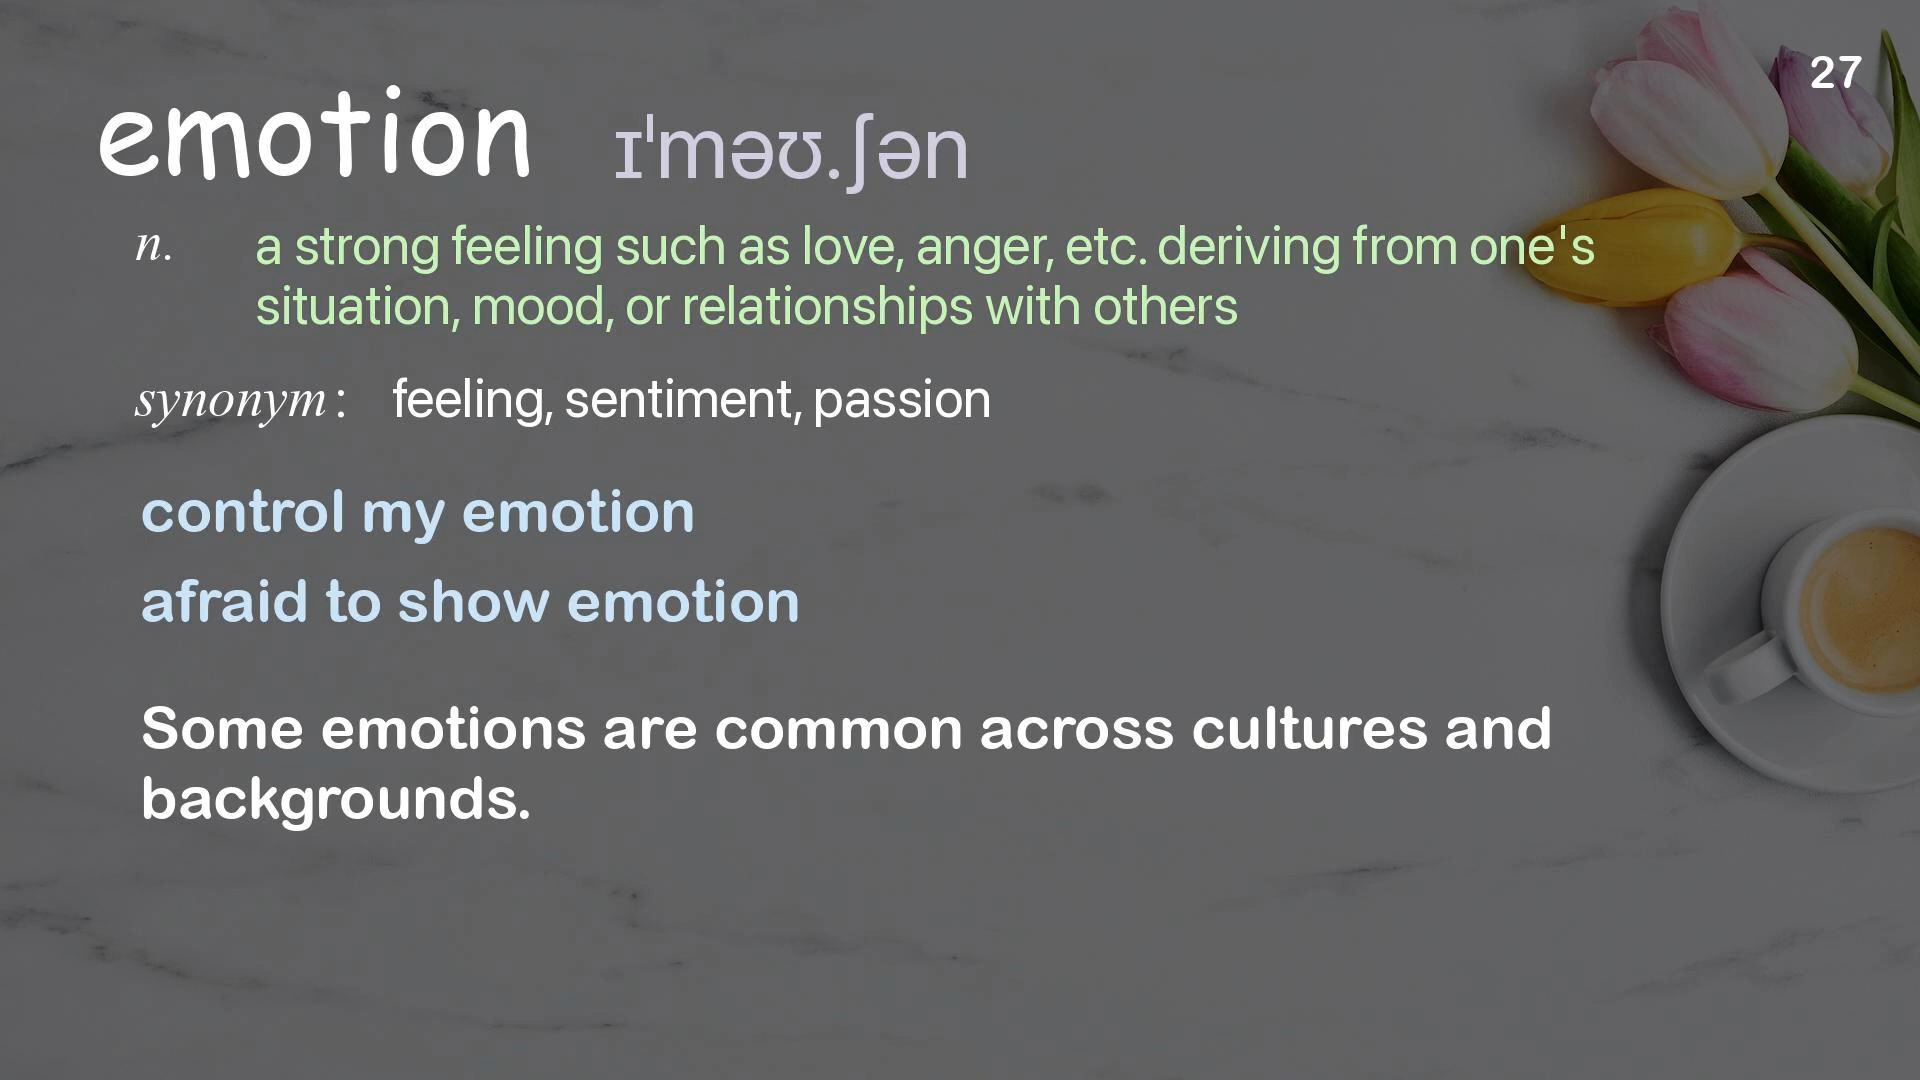 27
emotion ɪˈməʊ.ʃən
n. a strong feeling such as love, anger, etc. deriving from one's
situation, mood, or relationships with others
synonym: feeling, sentiment, passion
control my emotion
afraid to show emotion
Some emotions are common across cultures and
backgrounds.